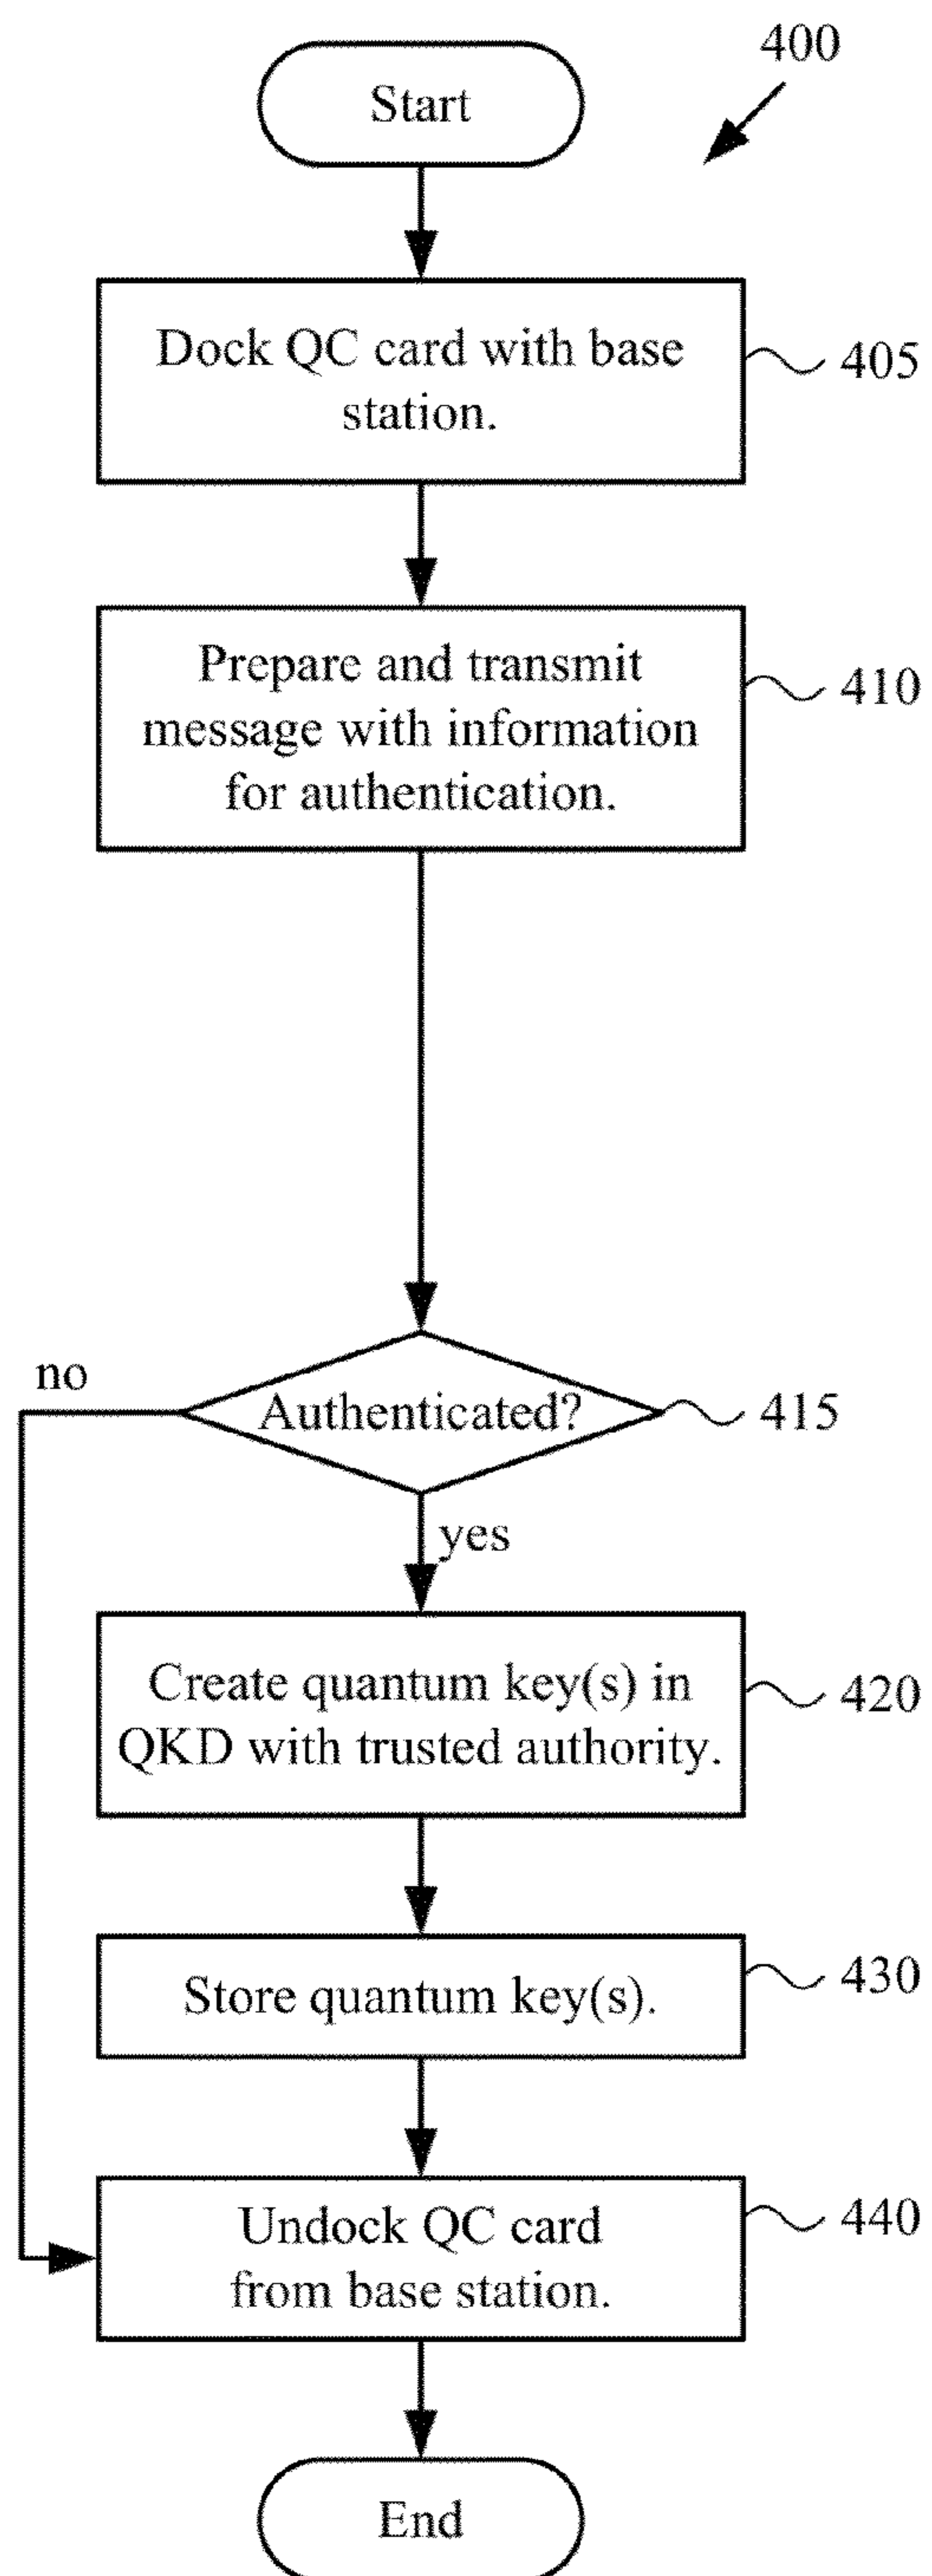 400
Start
Dock QC card with base
station.
405
Prepare and transmit
message with information
for authentication.
410
no
Authenticated?
415
yes
Create quantum key(s) in
QKD with trusted authority.
420
Store quantum key(s).
430
Undock QC card
from base station.
440
End